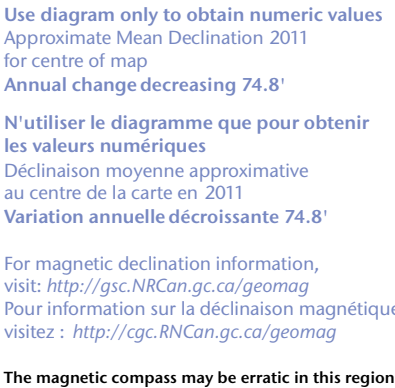 Use diagram only to obtain numeric values
Approximate Mean Declination 2011
for centre of map
Annual change decreasing 74.8'
N'utiliser le diagramme que pour obtenir
les valeurs numériques
Déclinaison moyenne approximative
au centre de la carte en 2011
Variation annuelle décroissante 74.8'
For magnetic declination information,
visit: http://gsc.NRCan.gc.ca/geomag
Pour information sur la déclinaison magnétique
visitez : http://cgc.RNCan.gc.ca/geomag
The magnetic compass may be erratic in this region